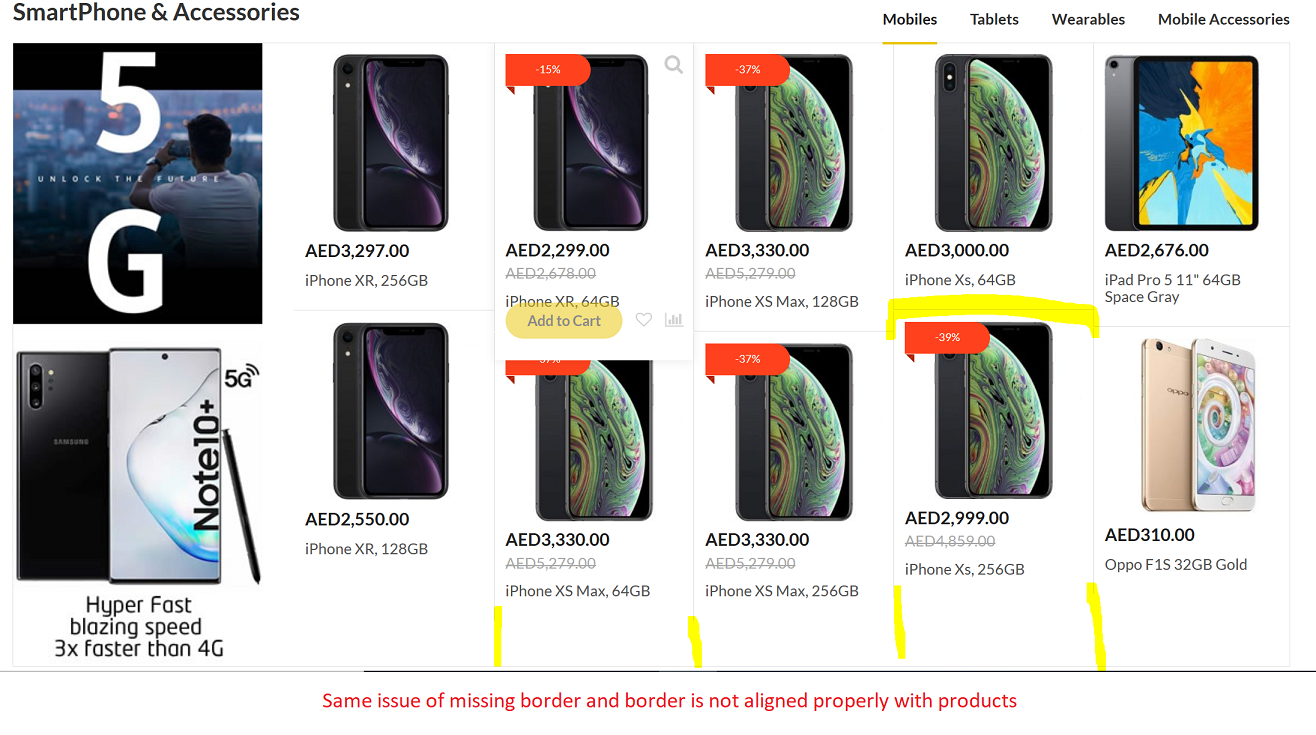 SmartPhone & Accessories
Mobiles
Tablets
Wearables
Mobile Accessories
5
UNLOCK THE FUTURE
G
AED3,297.00
iPhone XR, 256GB
-15%
AED2,299.00
AED2,678.00
iPhone XR, 64GB
Add to Cart
-37%
AED3,330.00
AED5,279.00
iPhone XS Max, 128GB
AED3,000.00
iPhone Xs, 64GB
AED2,676.00
iPad Pro 5 11" 64GB
Space Gray
5G
SAMSUNG
Note10+
Hyper Fast
blazing speed
3x faster than 4G
AED2,550.00
iPhone XR, 128GB
-37%
AED3,330.00
AED5,279.00
iPhone XS Max, 64GB
-37%
AED3,330.00
AED5,279.00
iPhone XS Max, 256GB
-39%
AED2,999.00
AED4,859.00
iPhone Xs, 256GB
oppo
AED310.00
Oppo F1S 32GB Gold
Same issue of missing border and border is not aligned properly with products